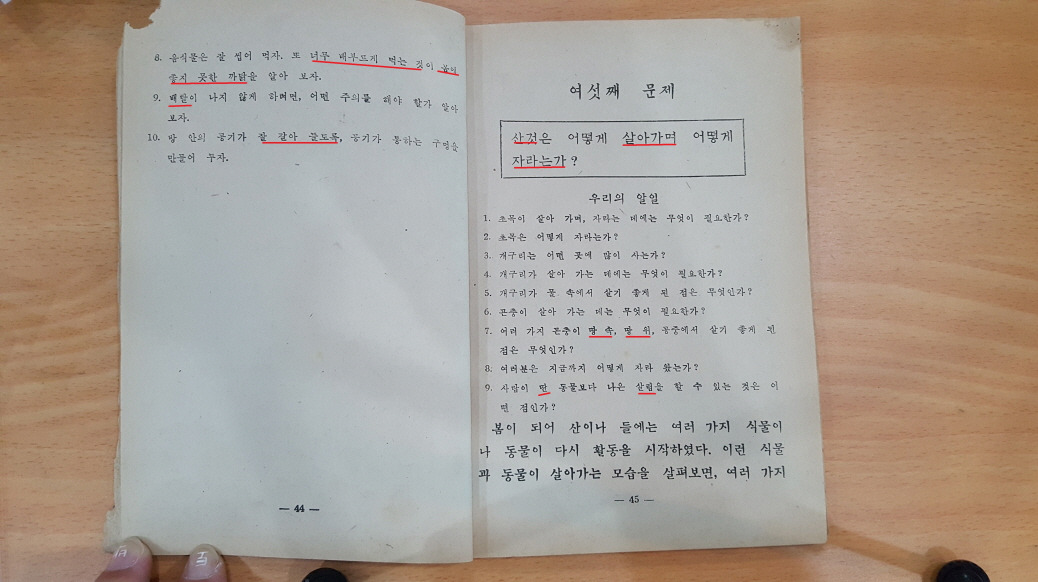 8. 음식물은 잘 씹어 먹자. 또 너무 배부르게 먹는 것이 몸에
좋지 못한 까닭을 알아 보자.
9. 배탈이 나지 않게 하려면, 어떤 주의를 해야 할가 알아
보자.
10. 방 안의 공기가 잘 갈아 들도록, 공기가 통하는 구멍을
만들어 두자.
— 44 —
여섯째 문제
산것은 어떻게 살아가며 어떻게
자라는가?
우리의 알일
1. 초목이 살아 가며, 자라는 데에는 무엇이 필요한가?
2. 초목은 어떻게 자라는가?
3. 개구리는 어떤 곳에 많이 사는가?
4. 개구리가 살아 가는 데에는 무엇이 필요한가?
5. 개구리가 물 속에서 살기 좋게 된 점은 무엇인가?
6. 곤충이 살아 가는 데는 무엇이 필요한가?
7. 여러 가지 곤충이 땅 속, 땅 위, 공중에서 살기 좋게 된
점은 무엇인가?
8. 여러분은 지금까지 어떻게 자라 왔는가?
9. 사람이 딴 동물보다 나은 살림을 할 수 있는 것은 어
떤 점인가?
봄이 되어 산이나 들에는 여러 가지 식물이
나 동물이 다시 활동을 시작하였다. 이런 식물
과 동물이 살아가는 모습을 살펴보면, 여러 가지
— 45 —